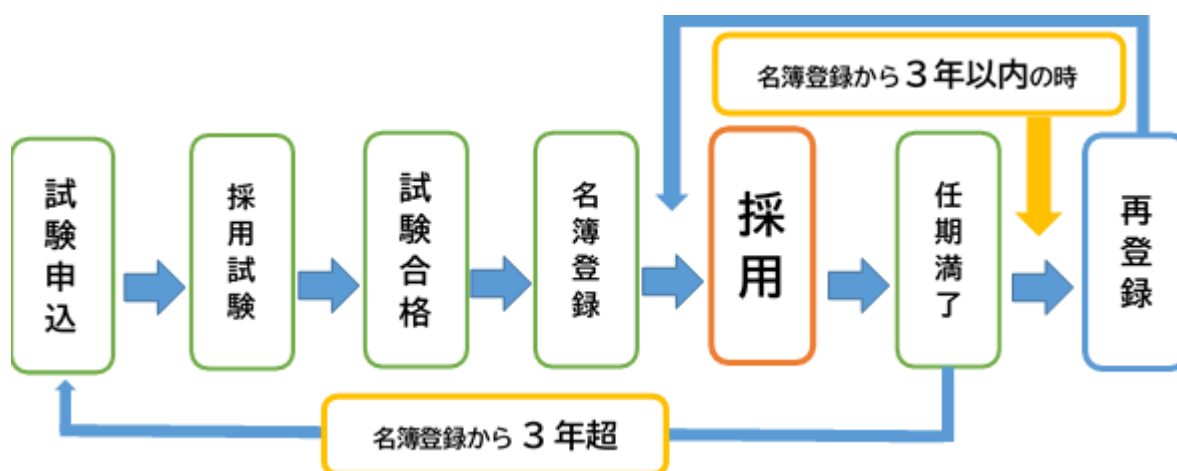 名簿登録から３年以内の時
試験申込
採用試験
試験合格
名簿登録
採用
任期満了
再登録
名簿登録から３年超